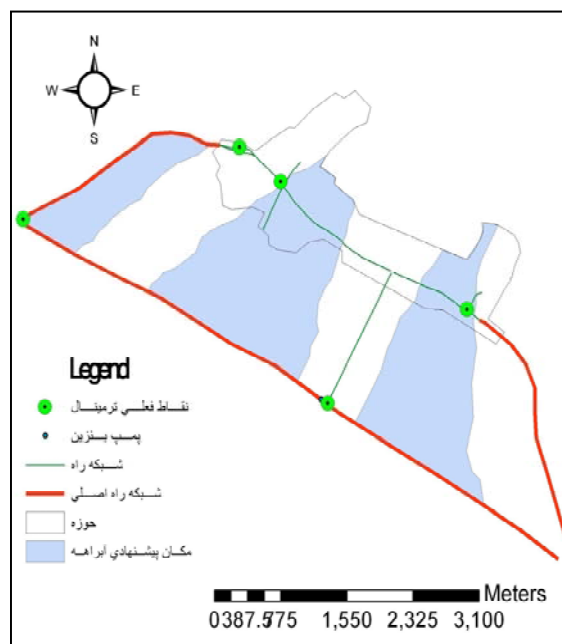 N
W E
S
Legend
نقاط فعلي ترمينال
پمپ بنزين
شبكه راه
شبكه راه اصلي
حوزه
مكان پيشنهادي آبراهه
Meters
0387.5775 1,550 2,325 3,100